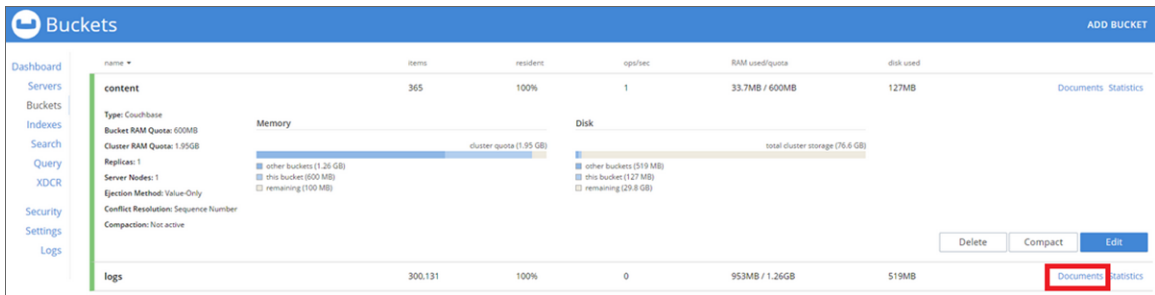 Buckets
ADD BUCKET
Dashboard
Servers
Buckets
Indexes
Search
Query
XDCR
Security
Settings
Logs
name items resident ops/sec RAM used/quota disk used
content 365 100% 1 33.7MB / 600MB 127MB Documents Statistics
Type: Couchbase
Bucket RAM Quota: 600MB
Cluster RAM Quota: 1.95GB
Replicas: 1
Server Nodes: 1
Ejection Method: Value-Only
Conflict Resolution: Sequence Number
Compaction: Not active
Memory
cluster quota (1.95 GB)
other buckets (1.26 GB)
this bucket (600 MB)
remaining (100 MB)
Disk
total cluster storage (76.6 GB)
other buckets (519 MB)
this bucket (127 MB)
remaining (29.8 GB)
Delete Compact Edit
logs 300,131 100% 0 953MB / 1.26GB 519MB Documents Statistics